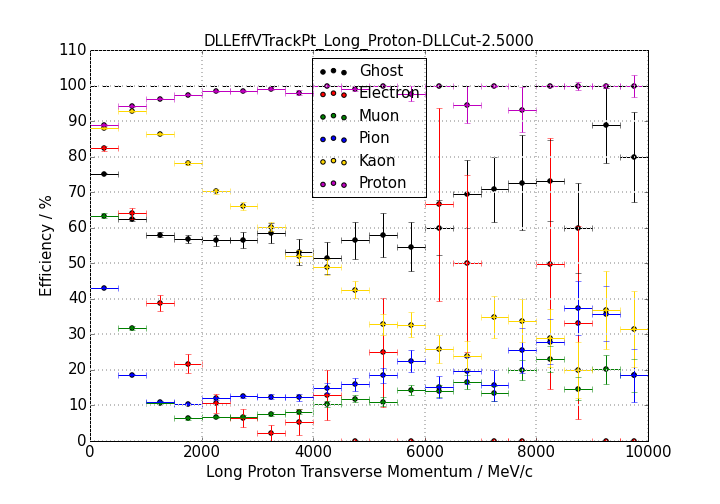 DLLEffVTrackPt_Long_Proton-DLLCut-2.5000
110
100
90
80
70
60
50
40
30
20
10
0
Efficiency / %
Ghost
Electron
Muon
Pion
Kaon
Proton
0 2000 4000 6000 8000 10000
Long Proton Transverse Momentum / MeV/c